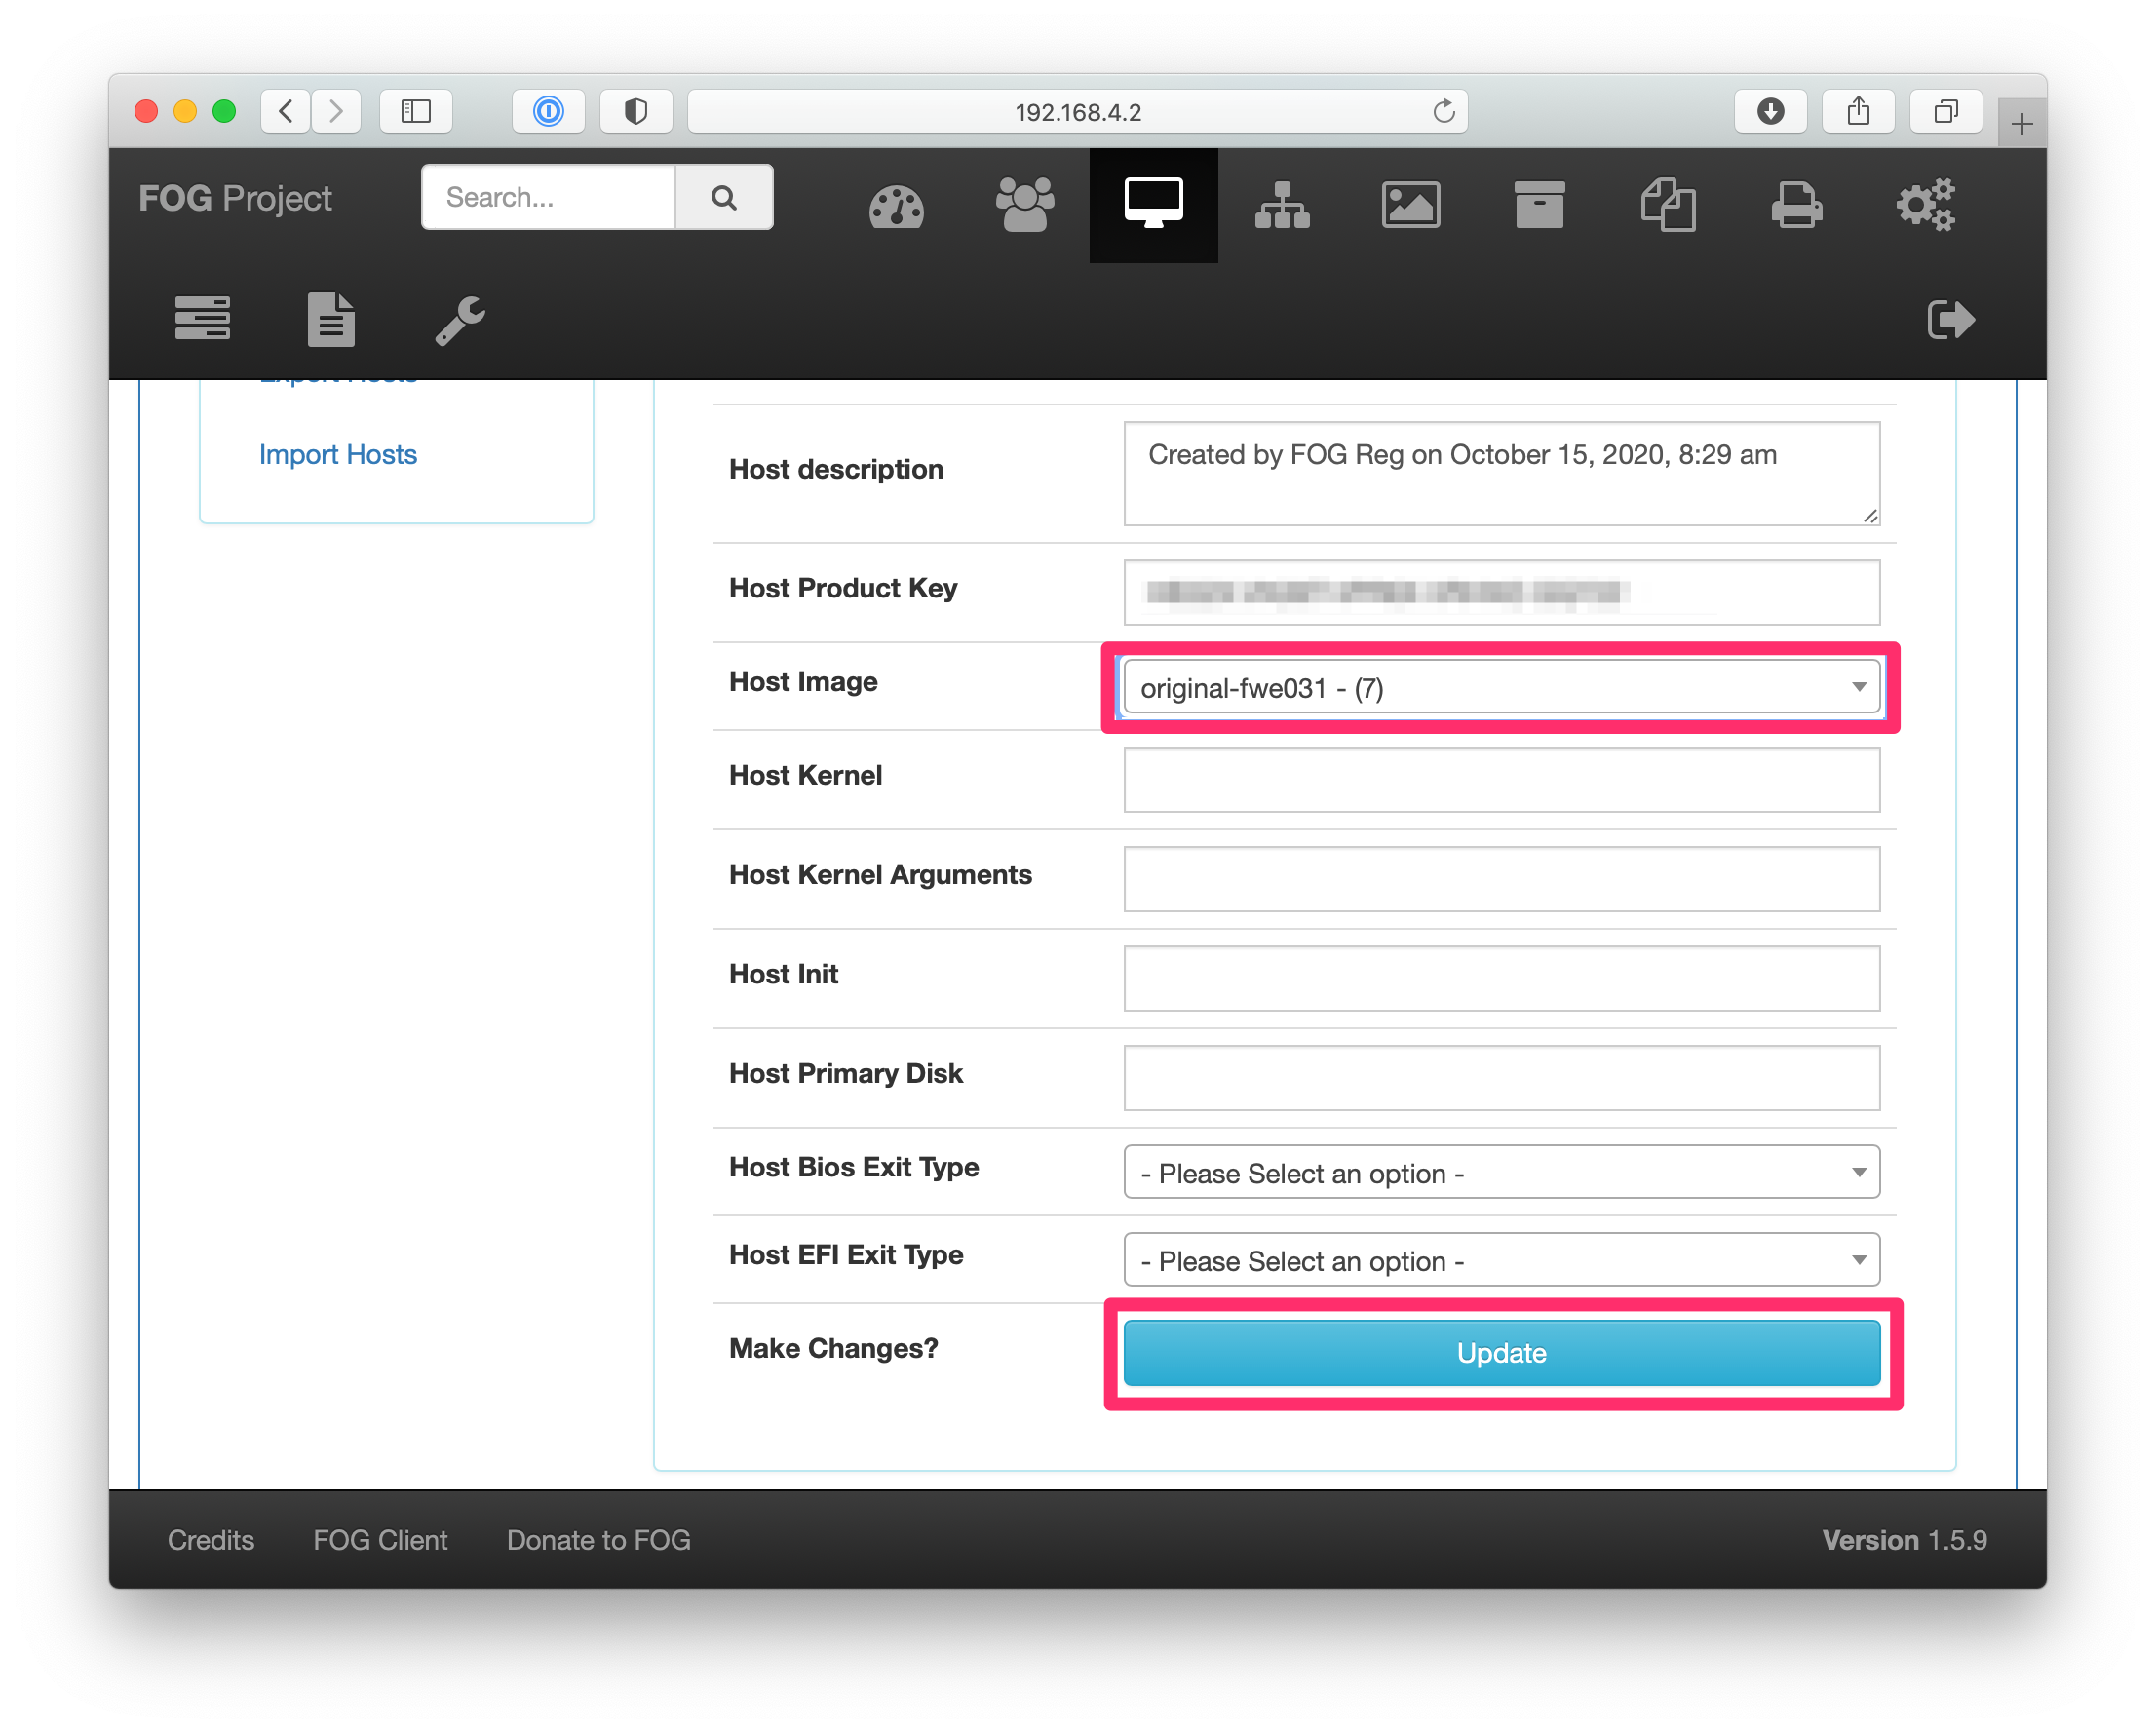 192.168.4.2
FOG Project
Search...
Export Hosts
Import Hosts
Host description
Created by FOG Reg on October 15, 2020, 8:29 am
Host Product Key
Host Image
original-fwe031 - (7)
Host Kernel
Host Kernel Arguments
Host Init
Host Primary Disk
Host Bios Exit Type
- Please Select an option -
Host EFI Exit Type
- Please Select an option -
Make Changes?
Update
Credits
FOG Client
Donate to FOG
Version 1.5.9